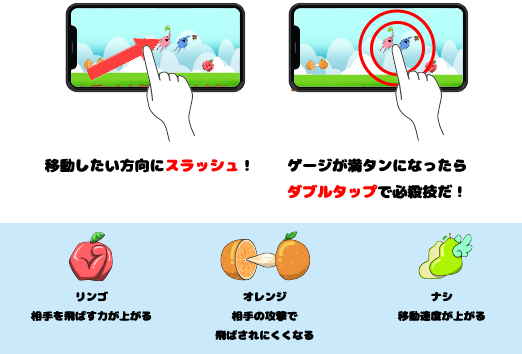 移動したい方向にスラッシュ！
ゲージが満タンになったら
ダブルタップで必殺技だ！
リンゴ
相手を飛ばす力が上がる
オレンジ
相手の攻撃で
飛ばされにくくなる
ナシ
移動速度が上がる